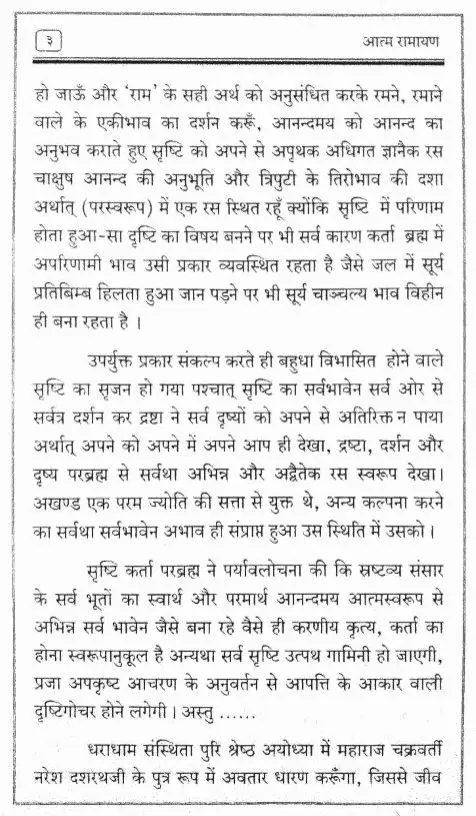 ३
आत्म रामायण
हो जाऊँ और 'राम' के सही अर्थ को अनुसंधित करके रमने, रमाने
वाले के एकीभाव का दर्शन करूँ, आनन्दमय को आनन्द का
अनुभव कराते हुए सृष्टि को अपने से अपृथक अधिगत ज्ञानैक रस
चाक्षुष आनन्द की अनुभूति और त्रिपुटी के तिरोभाव की दशा
अर्थात् (परस्वरूप) में एक रस स्थित रहूँ क्योंकि सृष्टि में परिणाम
होता हुआ-सा दृष्टि का विषय बनने पर भी सर्व कारण कर्ता ब्रह्म में
अपरिणामी भाव उसी प्रकार व्यवस्थित रहता है जैसे जल में सूर्य
प्रतिबिम्ब हिलता हुआ जान पड़ने पर भी सूर्य चाञ्चल्य भाव विहीन
ही बना रहता है ।
उपर्युक्त प्रकार संकल्प करते ही बहुधा विभासित होने वाले
सृष्टि का सृजन हो गया पश्चात् सृष्टि का सर्वभावेन सर्व ओर से
सर्वत्र दर्शन कर द्रष्टा ने सर्व दृष्यों को अपने से अतिरिक्त न पाया
अर्थात् अपने को अपने में अपने आप ही देखा, द्रष्टा, दर्शन और
दृष्य परब्रह्म से सर्वथा अभिन्न और अद्वैतेक रस स्वरूप देखा।
अखण्ड एक परम ज्योति की सत्ता से युक्त थे, अन्य कल्पना करने
का सर्वथा सर्वभावेन अभाव ही संप्राप्त हुआ उस स्थिति में उसको।
सृष्टि कर्ता परब्रह्म ने पर्यावलोचना की कि स्रष्टव्य संसार
के सर्व भूतों का स्वार्थ और परमार्थ आनन्दमय आत्मस्वरूप से
अभिन्न सर्व भावेन जैसे बना रहे वैसे ही करणीय कृत्य, कर्ता का
होना स्वरूपानुकूल है अन्यथा सर्व सृष्टि उत्पथ गामिनी हो जाएगी,
प्रजा अपकृष्ट आचरण के अनुवर्तन से आपत्ति के आकार वाली
दृष्टिगोचर होने लगेगी। अस्तु ......
धराधाम संस्थिता पुरि श्रेष्ठ अयोध्या में महाराज चक्रवर्ती
नरेश दशरथजी के पुत्र रूप में अवतार धारण करूँगा, जिससे जीव